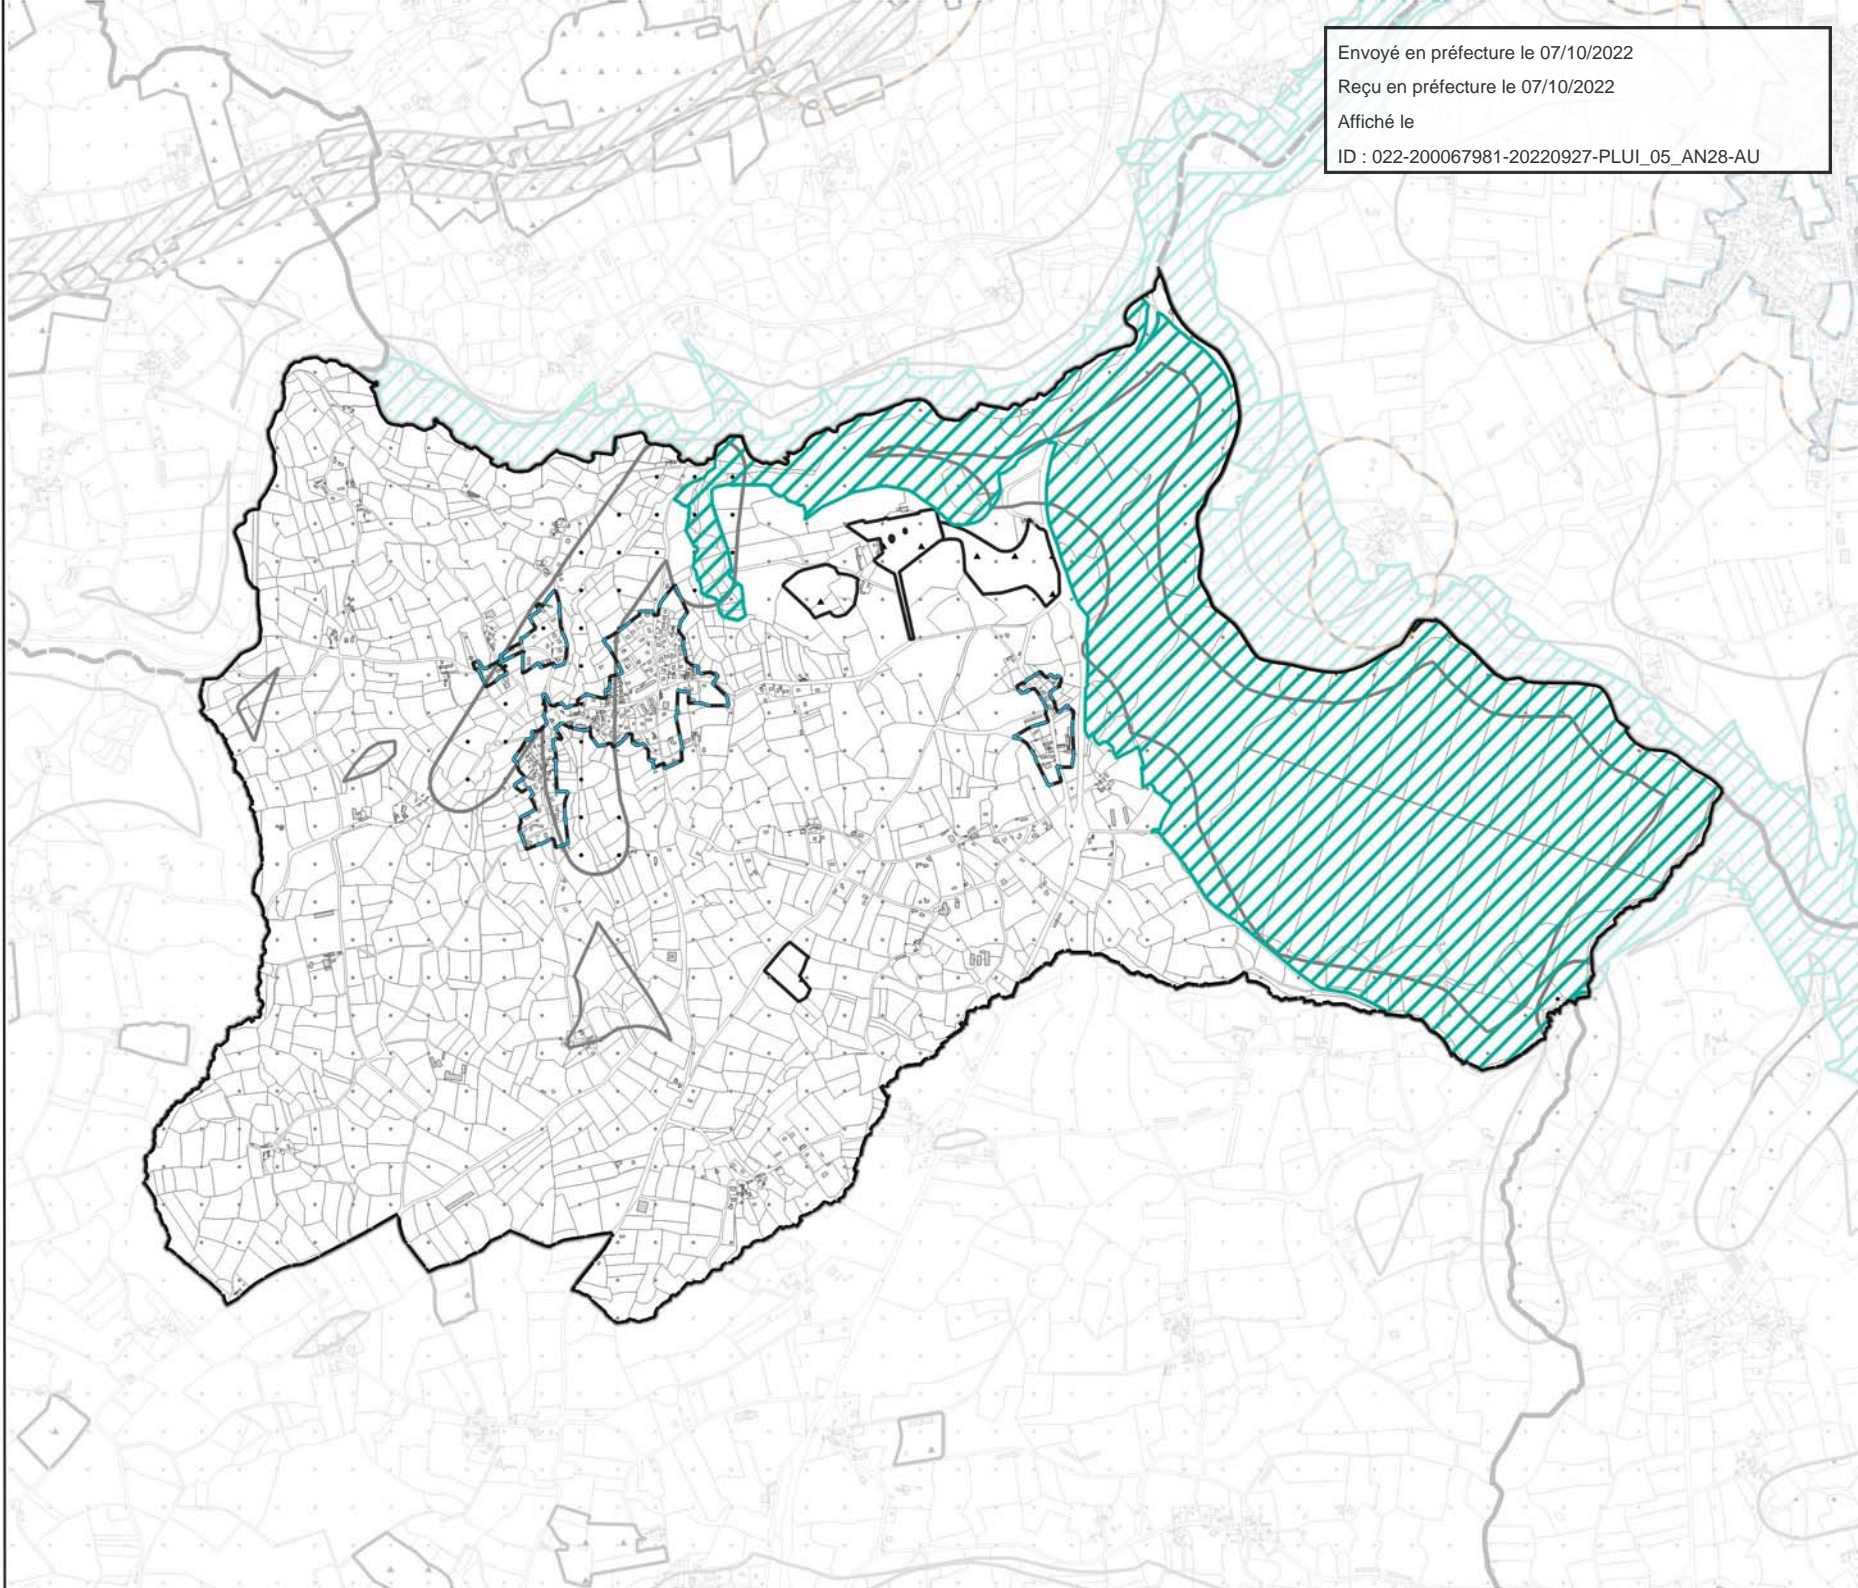 Envoyé en préfecture le 07/10/2022
Reçu en préfecture le 07/10/2022
Affiché le
ID : 022-200067981-20220927-PLUI_05_AN28-AU